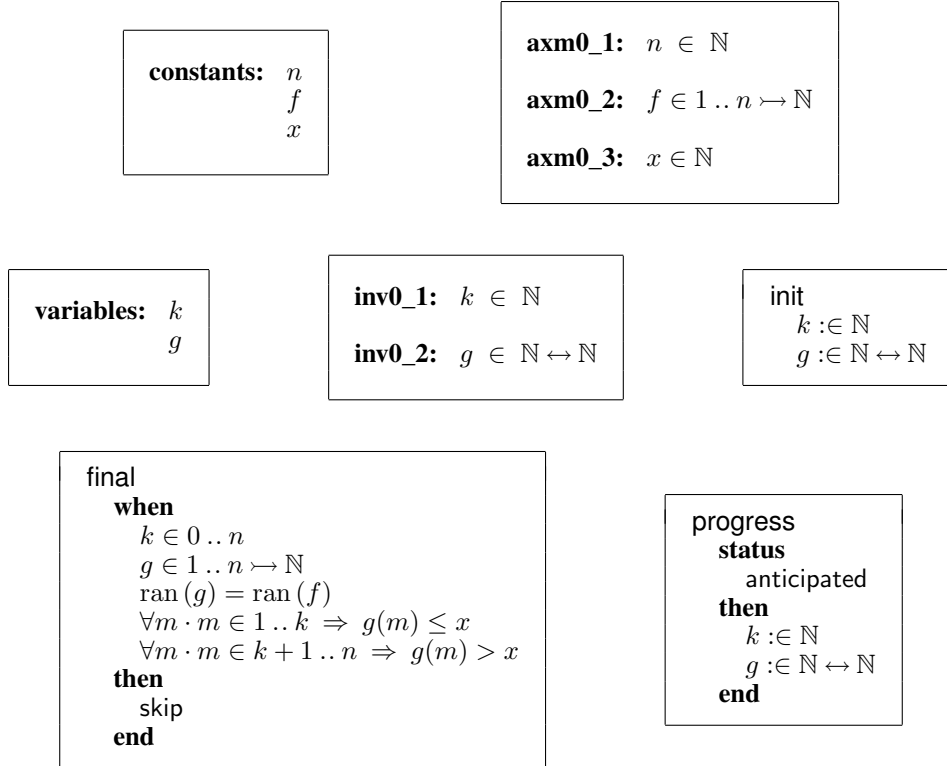 constants: n
f
x
axm0_1: n ∈ ℕ
axm0_2: f ∈ 1 .. n ↣ ℕ
axm0_3: x ∈ ℕ
variables: k
g
inv0_1: k ∈ ℕ
inv0_2: g ∈ ℕ ↔ ℕ
init
k :∈ ℕ
g :∈ ℕ ↔ ℕ
final
when
k ∈ 0 .. n
g ∈ 1 .. n ↣ ℕ
ran (g) = ran (f)
∀m · m ∈ 1 .. k ⇒ g(m) ≤ x
∀m · m ∈ k + 1 .. n ⇒ g(m) > x
then
skip
end
progress
status
anticipated
then
k :∈ ℕ
g :∈ ℕ ↔ ℕ
end